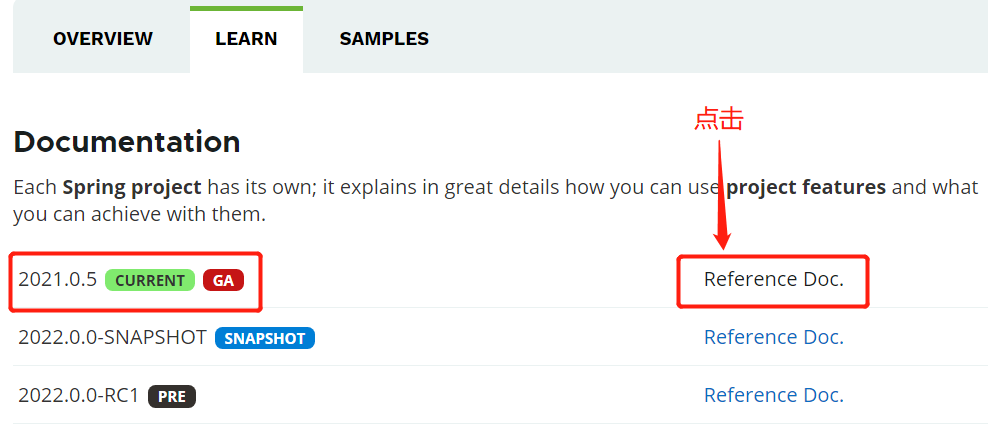 OVERVIEW LEARN SAMPLES
点击
Documentation
Each Spring project has its own; it explains in great details how you can use project features and what
you can achieve with them.
2021.0.5 CURRENT GA Reference Doc.
2022.0.0-SNAPSHOT SNAPSHOT Reference Doc.
2022.0.0-RC1 PRE Reference Doc.